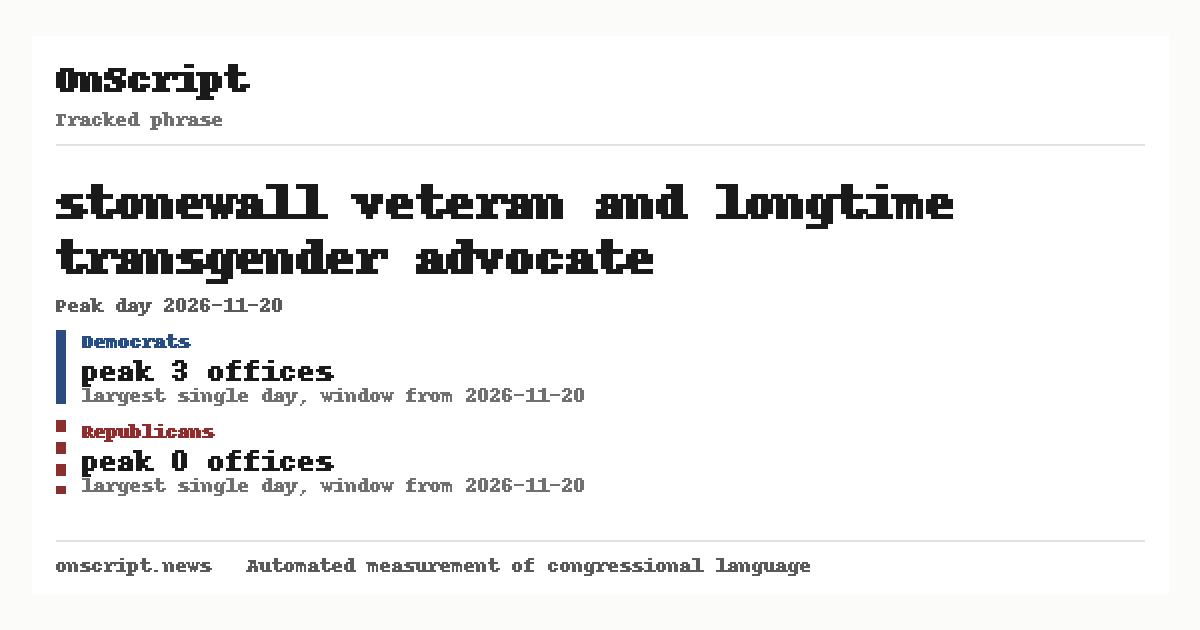 OnScript
Tracked phrase
stonewall veteran and longtime
transgender advocate
Peak day 2026-11-20
Democrats
peak 3 offices
largest single day, window from 2026-11-20
Republicans
peak 0 offices
largest single day, window from 2026-11-20
onscript.news Automated measurement of congressional language